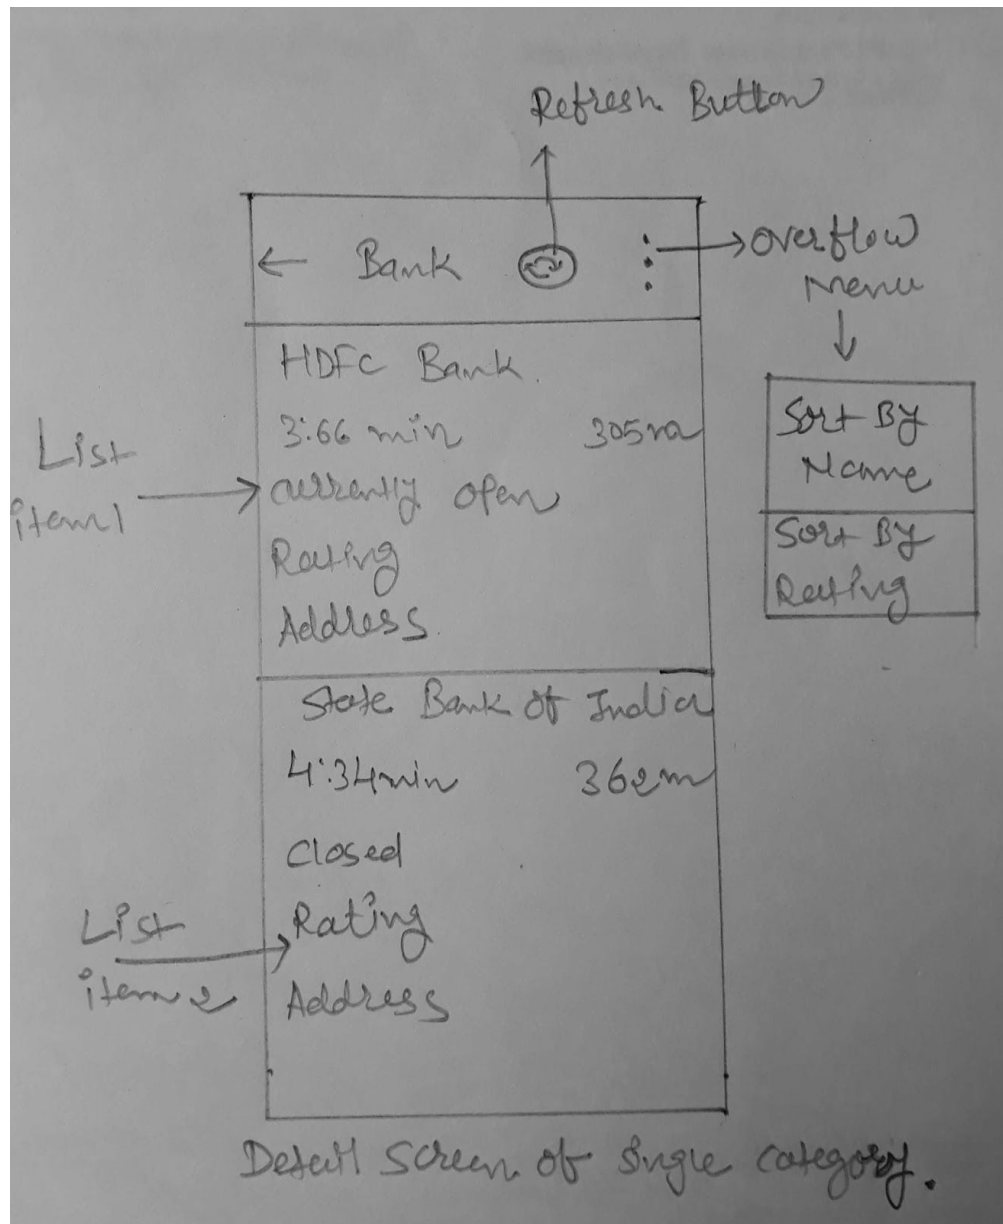 Refresh Button
← Bank
overflow
Menu
HDFC Bank.
3:66 min 305m
currently open
Rating
Address.
List
item1
Sort By
Name
Sort By
Rating
State Bank of India
4:34min 362m
Closed
Rating
Address
List
item 2
Detail Screen of Single Category.